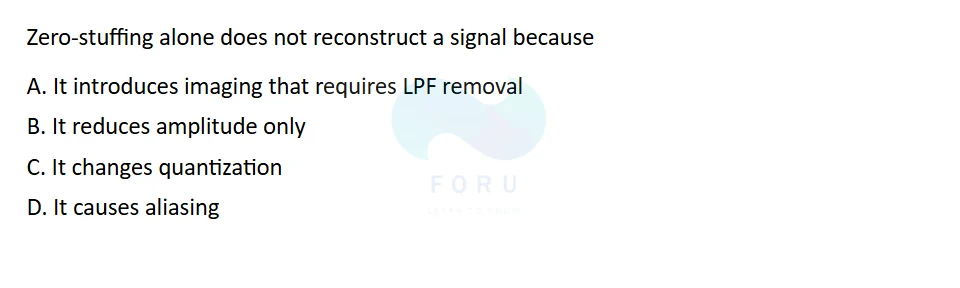 Zero-stuffing alone does not reconstruct a signal because
A. It introduces imaging that requires LPF removal
B. It reduces amplitude only
FORU
C. It changes quantization
D. It causes aliasing